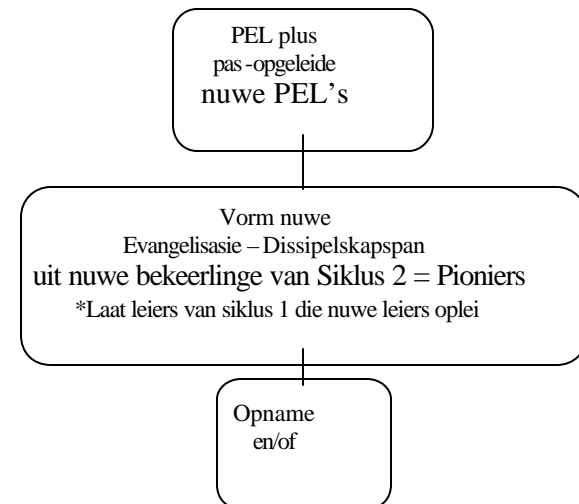 PEL plus
pas-opgeleide
nuwe PEL's
Vorm nuwe
Evangelisasie – Dissipelskapspan
uit nuwe bekeerlinge van Siklus 2 = Pioniers
*Laat leiers van siklus 1 die nuwe leiers oplei
Opname
en/of